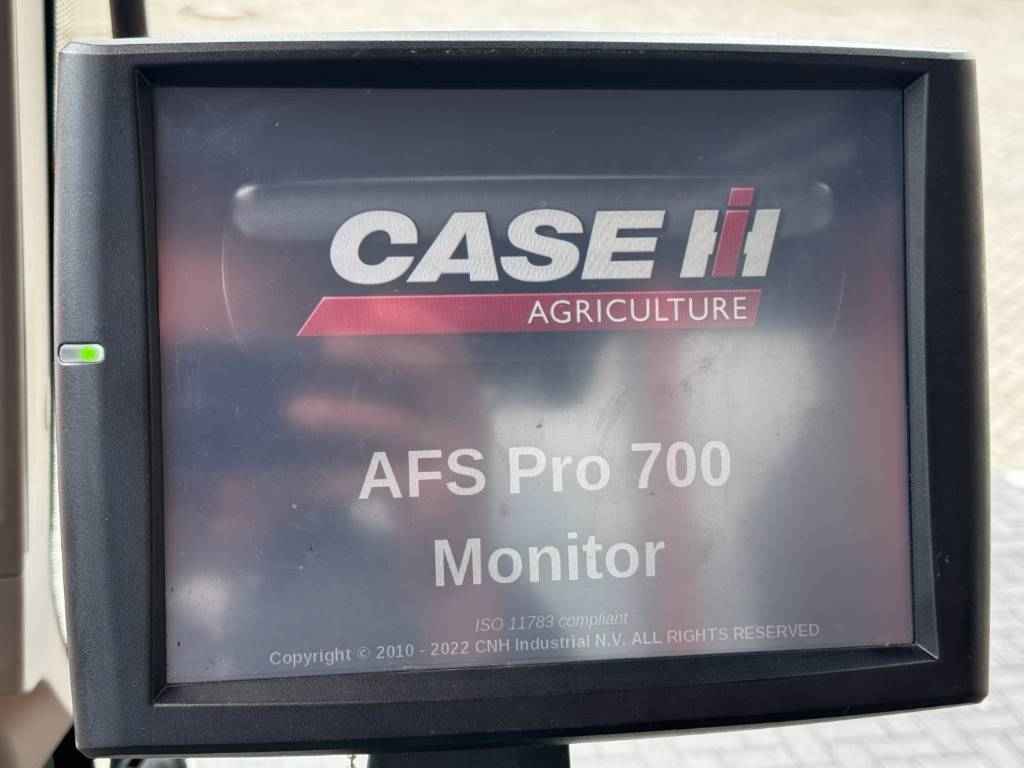 CASE IH
AGRICULTURE
AFS Pro 700
Monitor
ISO 11783 compliant
Copyright © 2010 - 2022 CNH Industrial N.V. ALL RIGHTS RESERVED